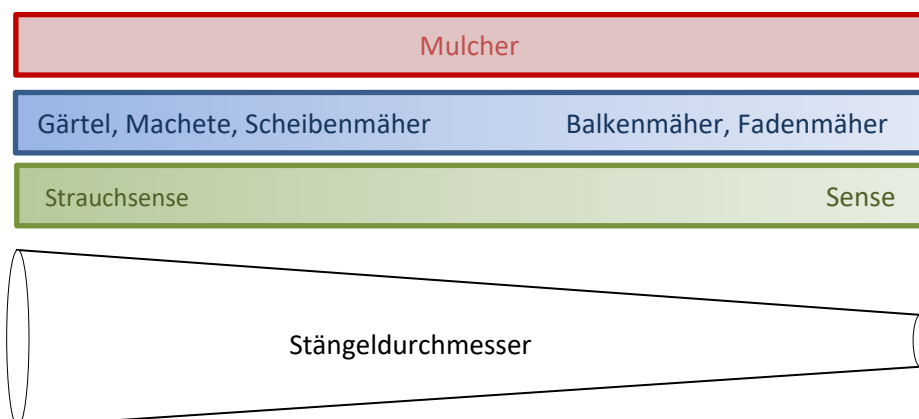 Mulcher
Gärtel, Machete, Scheibenmäher Balkenmäher, Fadenmäher
Strauchsense Sense
Stängeldurchmesser